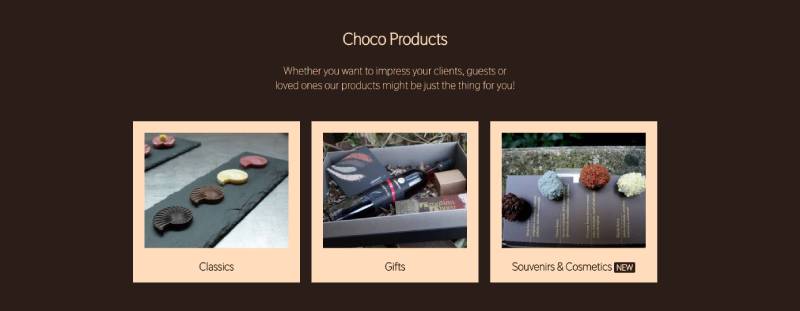 Choco Products
Whether you want to impress your clients, guests or
loved ones our products might be just the thing for you!
Classics
Gifts
Souvenirs & Cosmetics NEW